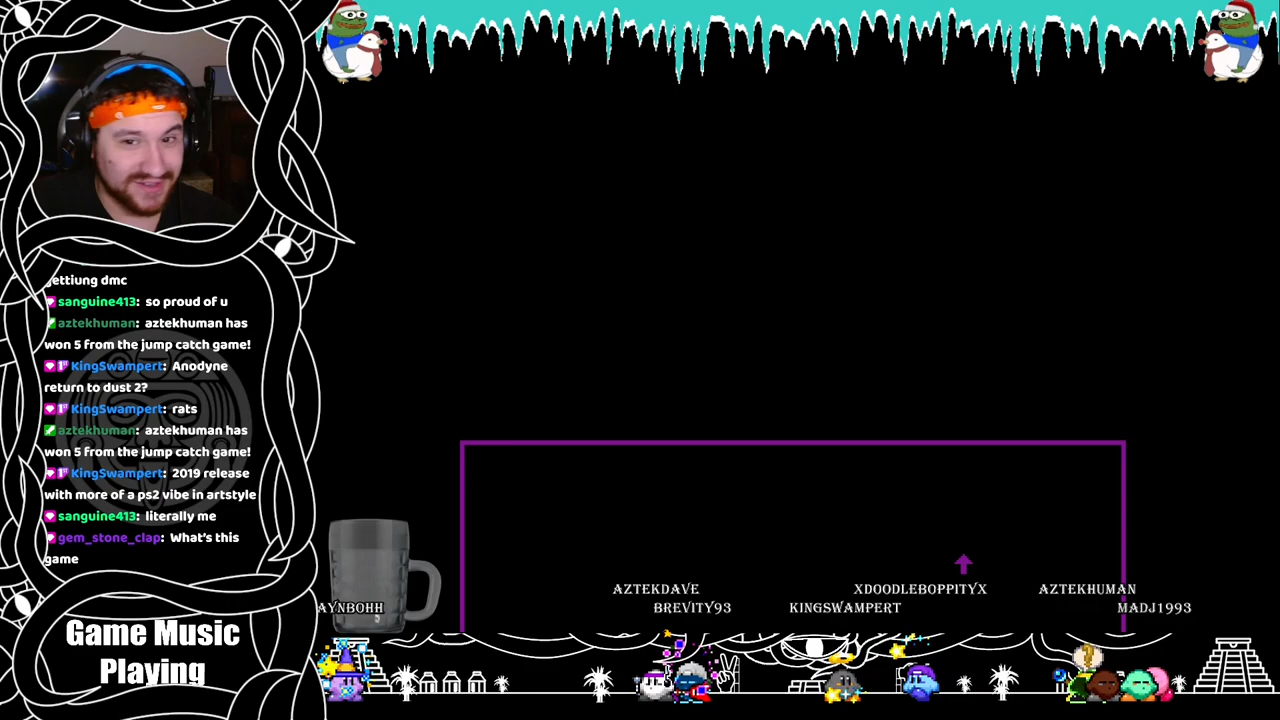 gettiung dmc
sanguine413: so proud of u
aztekhuman: aztekhuman has
won 5 from the jump catch game!
KingSwampert: Anodyne
return to dust 2?
KingSwampert: rats
aztekhuman: aztekhuman has
won 5 from the jump catch game!
KingSwampert: 2019 release
with more of a ps2 vibe in artstyle
sanguine413: literally me
gem_stone_clap: What's this
game
AZTEKDAVE
XDOODLEBOPPITYX
AZTEKHUMAN
AYNBOHH
BREVITY93
KINGSWAMPERT
MADJ1993
Game Music
Playing